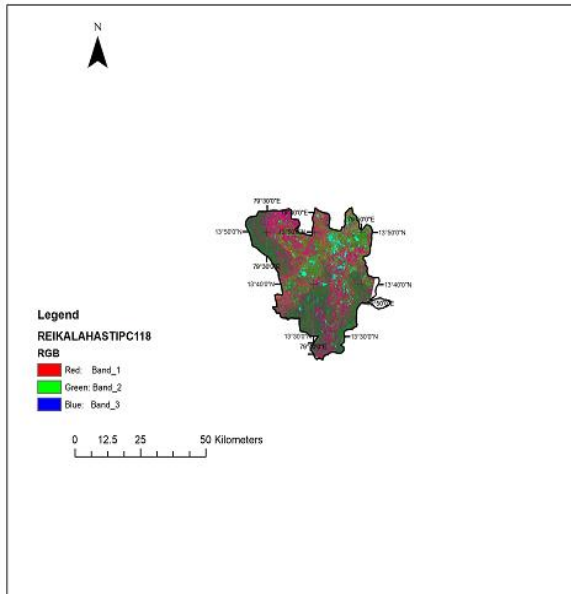 N
79°30'0"E
13°50'0"N
13°50'0"N
79°30'0"E
13°40'0"N
13°40'0"N
13°30'0"N
13°30'0"N
Legend
REIKALAHASTIPC118
RGB
Red: Band_1
Green: Band_2
Blue: Band_3
0 12.5 25 50 Kilometers